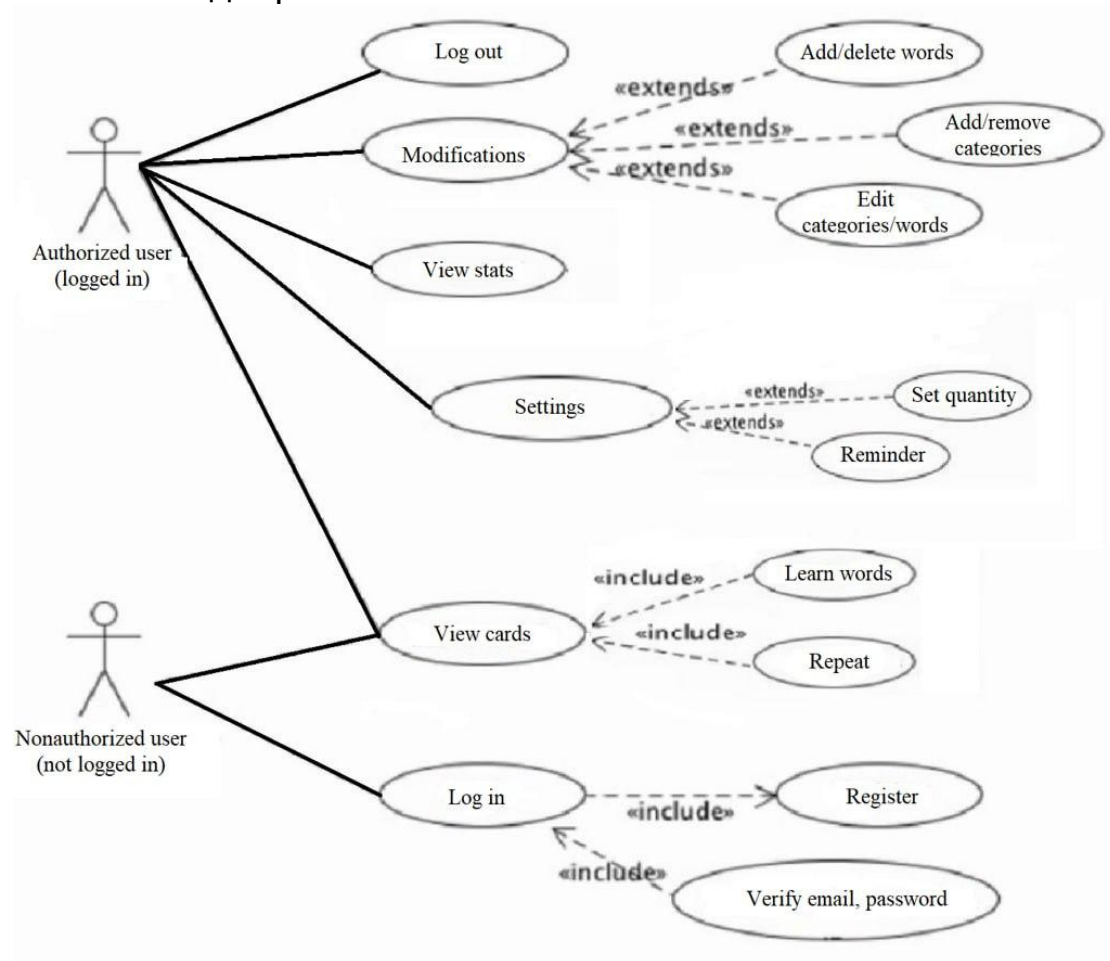 Log out
Add/delete words
«extends»
«extends»
Add/remove
categories
Modifications
«extends»
Edit
categories/words
Authorized user
(logged in)
View stats
Settings
«extends»
Set quantity
«extends»
Reminder
«include»
Learn words
View cards
«include»
Repeat
Nonauthorized user
(not logged in)
Log in
«include»
Register
«include»
Verify email, password